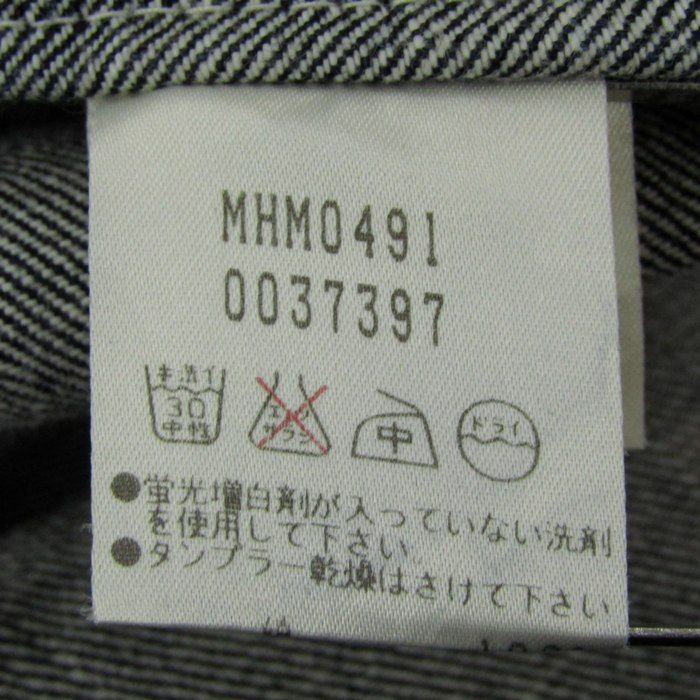 MHM0491
0037397
手洗イ
30
中性
エンソ
サラシ
中
ドライ
●蛍光増白剤が入っていない洗剤
を使用して下さい。
●タンブラー乾燥はさけて下さい